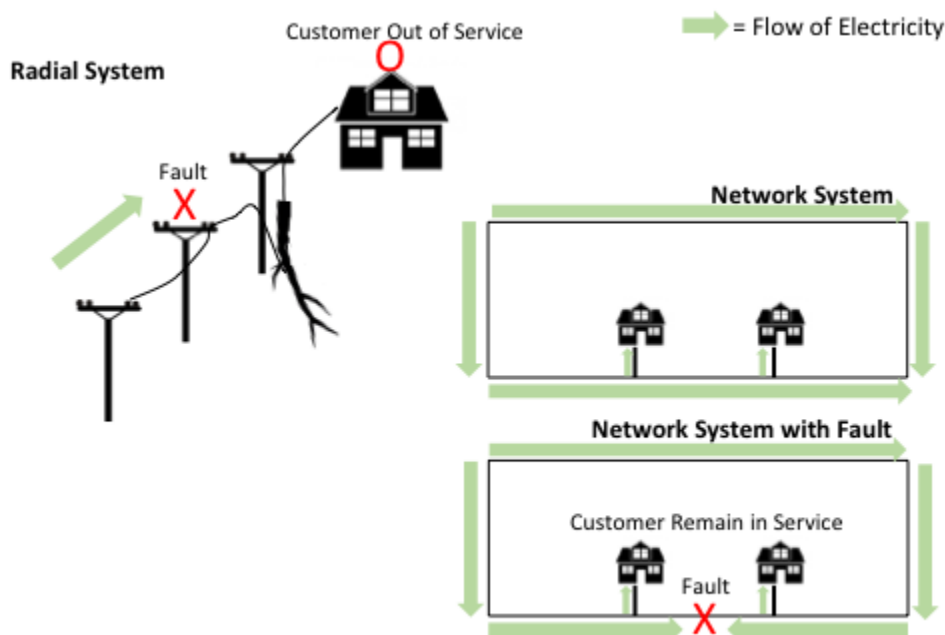 Customer Out of Service
O
= Flow of Electricity
Radial System
Fault
X
Network System
Network System with Fault
Customer Remain in Service
Fault
X